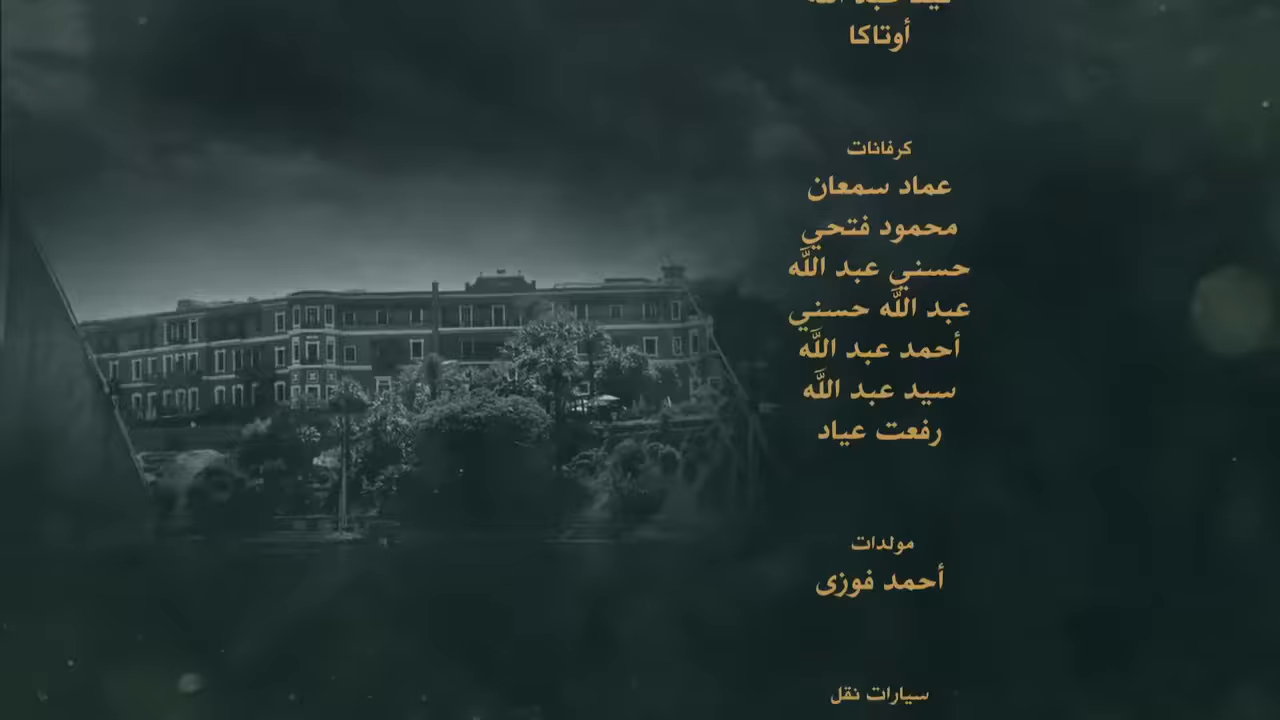 أوتاكا
كرفانات
عماد سمعان
محمود فتحي
حسني عبد اللَّه
عبد اللَّه حسني
أحمد عبد اللَّه
سيد عبد اللَّه
رفعت عياد
مولدات
أحمد فوزى
سيارات نقل